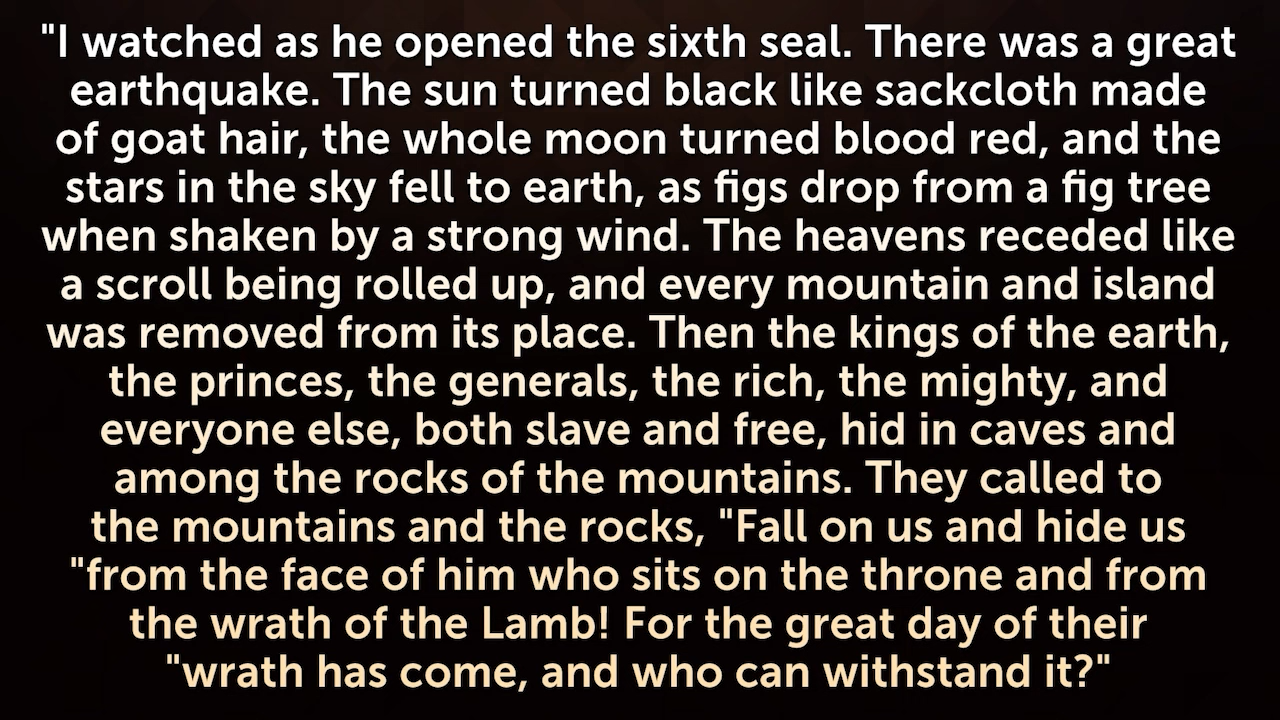 "I watched as he opened the sixth seal. There was a great
earthquake. The sun turned black like sackcloth made
of goat hair, the whole moon turned blood red, and the
stars in the sky fell to earth, as figs drop from a fig tree
when shaken by a strong wind. The heavens receded like
a scroll being rolled up, and every mountain and island
was removed from its place. Then the kings of the earth,
the princes, the generals, the rich, the mighty, and
everyone else, both slave and free, hid in caves and
among the rocks of the mountains. They called to
the mountains and the rocks, "Fall on us and hide us
"from the face of him who sits on the throne and from
the wrath of the Lamb! For the great day of their
"wrath has come, and who can withstand it?"